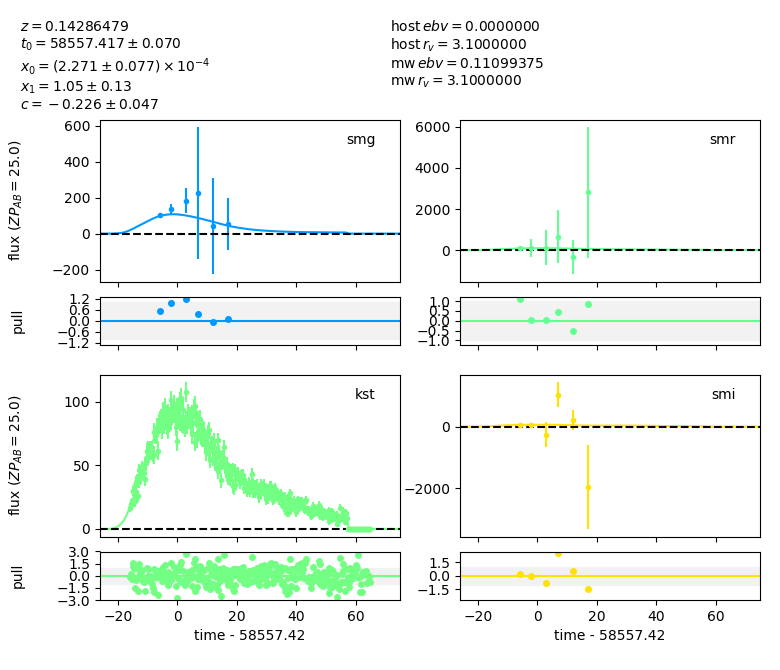 z = 0.14286479
t₀ = 58557.417 ± 0.070
x₀ = (2.271 ± 0.077) × 10⁻⁴
x₁ = 1.05 ± 0.13
c = −0.226 ± 0.047
host ebv = 0.0000000
host r_v = 3.1000000
mw ebv = 0.11099375
mw r_v = 3.1000000
flux (ZP_AB = 25.0)
600
400
200
0
−200
smg
6000
4000
2000
0
smr
pull
1.2
0.6
0.0
−0.6
−1.2
1.0
0.5
0.0
−0.5
−1.0
flux (ZP_AB = 25.0)
100
50
0
kst
0
−2000
smi
pull
3.0
1.5
0.0
−1.5
−3.0
1.5
0.0
−1.5
−20 0 20 40 60
−20 0 20 40 60
time - 58557.42
time - 58557.42